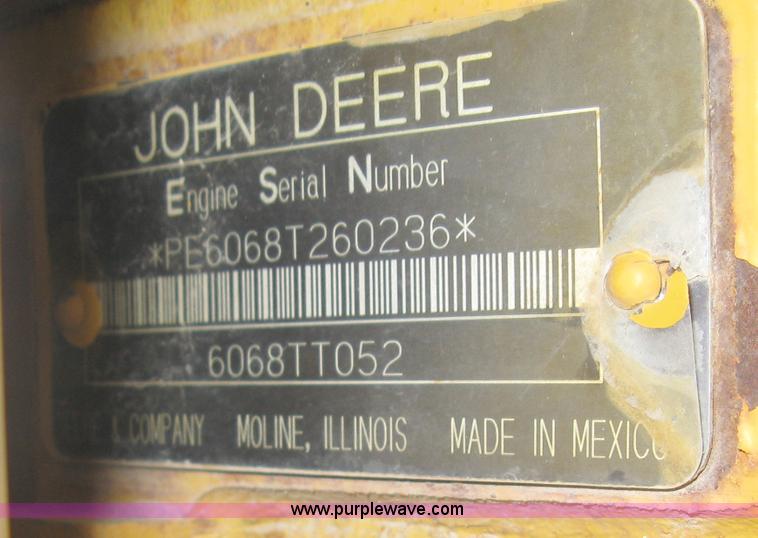 JOHN DEERE
Engine Serial Number
*PE6068T260236*
6068TT052
& COMPANY MOLINE, ILLINOIS MADE IN MEXICO
www.purplewave.com